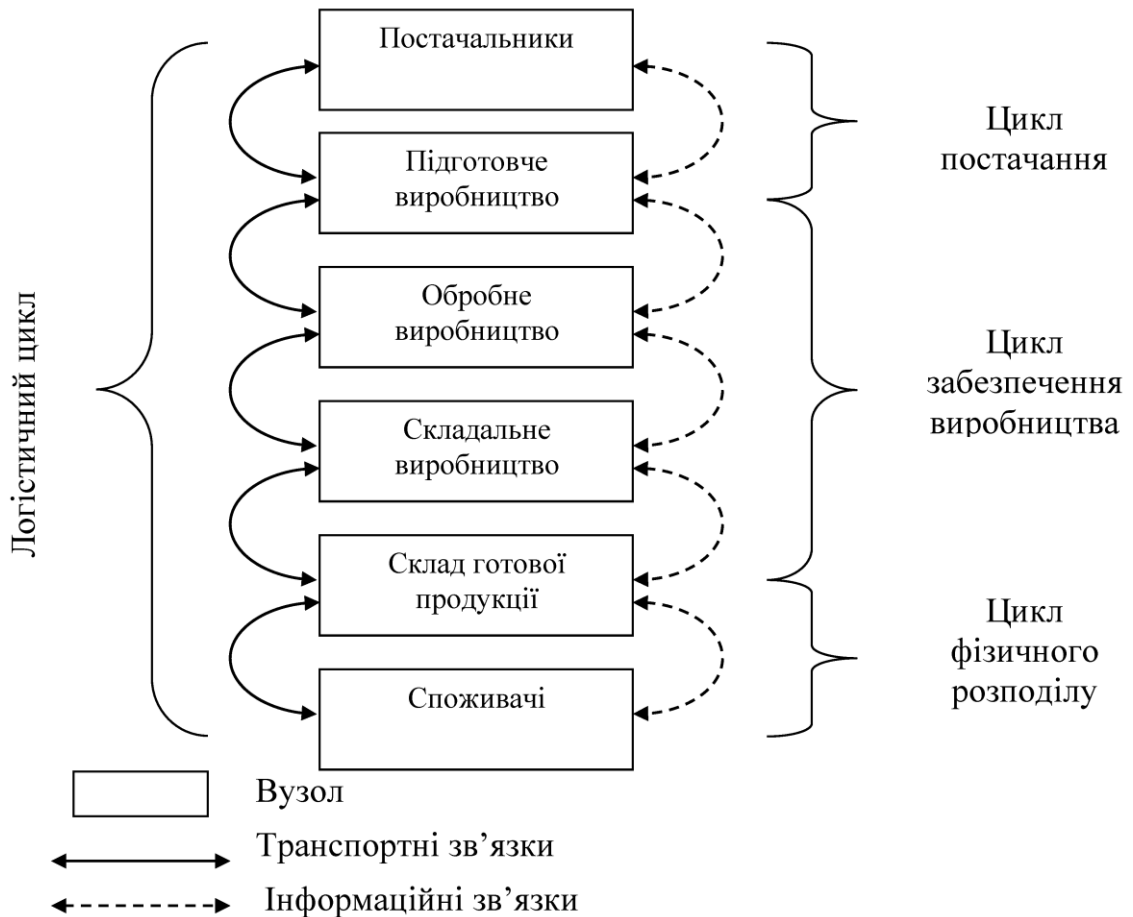 Логістичний цикл
Постачальники
Підготовче
виробництво
Обробне
виробництво
Складальне
виробництво
Склад готової
продукції
Споживачі
Цикл
постачання
Цикл
забезпечення
виробництва
Цикл
фізичного
розподілу
Вузол
Транспортні зв’язки
Інформаційні зв’язки